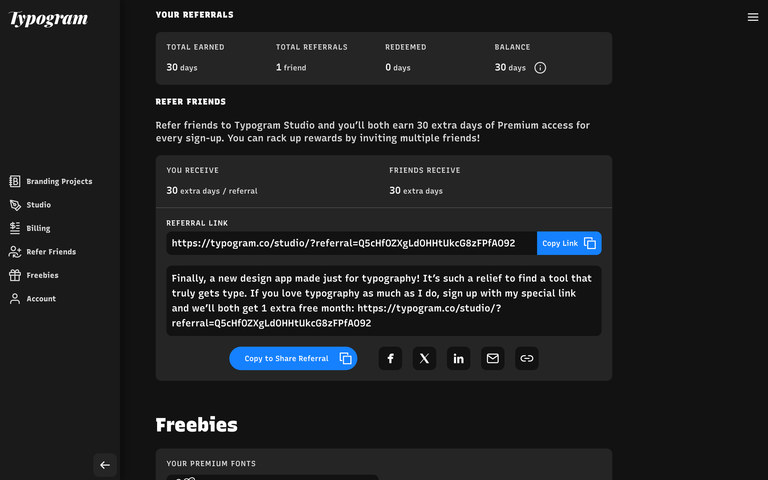 Typogram
Branding Projects
Studio
Billing
Refer Friends
Freebies
Account
YOUR REFERRALS
TOTAL EARNED
30 days
TOTAL REFERRALS
1 friend
REDEEMED
0 days
BALANCE
30 days
REFER FRIENDS
Refer friends to Typogram Studio and you’ll both earn 30 extra days of Premium access for
every sign-up. You can rack up rewards by inviting multiple friends!
YOU RECEIVE
30 extra days / referral
FRIENDS RECEIVE
30 extra days
REFERRAL LINK
https://typogram.co/studio/?referral=Q5cHfOZXgLdOHHtUkcG8zFPfAO92
Copy Link
Finally, a new design app made just for typography! It’s such a relief to find a tool that
truly gets type. If you love typography as much as I do, sign up with my special link
and we’ll both get 1 extra free month: https://typogram.co/studio/?
referral=Q5cHfOZXgLdOHHtUkcG8zFPfAO92
Copy to Share Referral
Freebies
YOUR PREMIUM FONTS